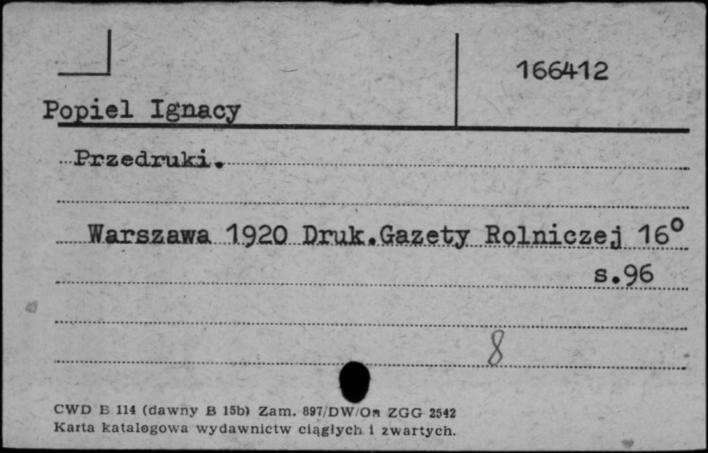 166412
Popiel Ignacy
Przedruki.
Warszawa 1920 Druk.Gazety Rolniczej 16°
s.96
8
CWD B 114 (dawny B 15b) Zam. 897/DW/Om ZGG 2542
Karta katalogowa wydawnictw ciągłych i zwartych.